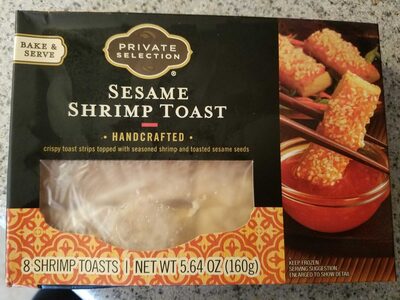 BAKE &
SERVE
PRIVATE
SELECTION
®
SESAME
SHRIMP TOAST
• HANDCRAFTED •
crispy toast strips topped with seasoned shrimp and toasted sesame seeds
8 SHRIMP TOASTS | NET WT 5.64 OZ (160g)
KEEP FROZEN
SERVING SUGGESTION
ENLARGED TO SHOW DETAIL